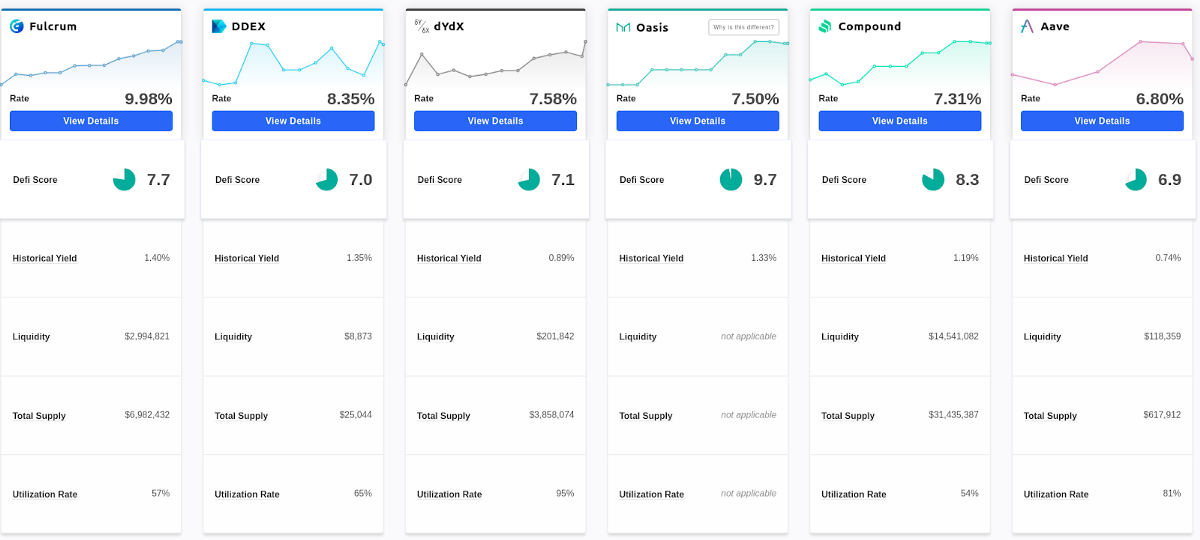 Fulcrum
Rate 9.98%
View Details
Defi Score 7.7
Historical Yield 1.40%
Liquidity $2,994,821
Total Supply $6,982,432
Utilization Rate 57%
DDEX
Rate 8.35%
View Details
Defi Score 7.0
Historical Yield 1.35%
Liquidity $8,873
Total Supply $25,044
Utilization Rate 65%
dYdX
Rate 7.58%
View Details
Defi Score 7.1
Historical Yield 0.89%
Liquidity $201,842
Total Supply $3,858,074
Utilization Rate 95%
Oasis Why is this different?
Rate 7.50%
View Details
Defi Score 9.7
Historical Yield 1.33%
Liquidity not applicable
Total Supply not applicable
Utilization Rate not applicable
Compound
Rate 7.31%
View Details
Defi Score 8.3
Historical Yield 1.19%
Liquidity $14,541,082
Total Supply $31,435,387
Utilization Rate 54%
Aave
Rate 6.80%
View Details
Defi Score 6.9
Historical Yield 0.74%
Liquidity $118,359
Total Supply $617,912
Utilization Rate 81%